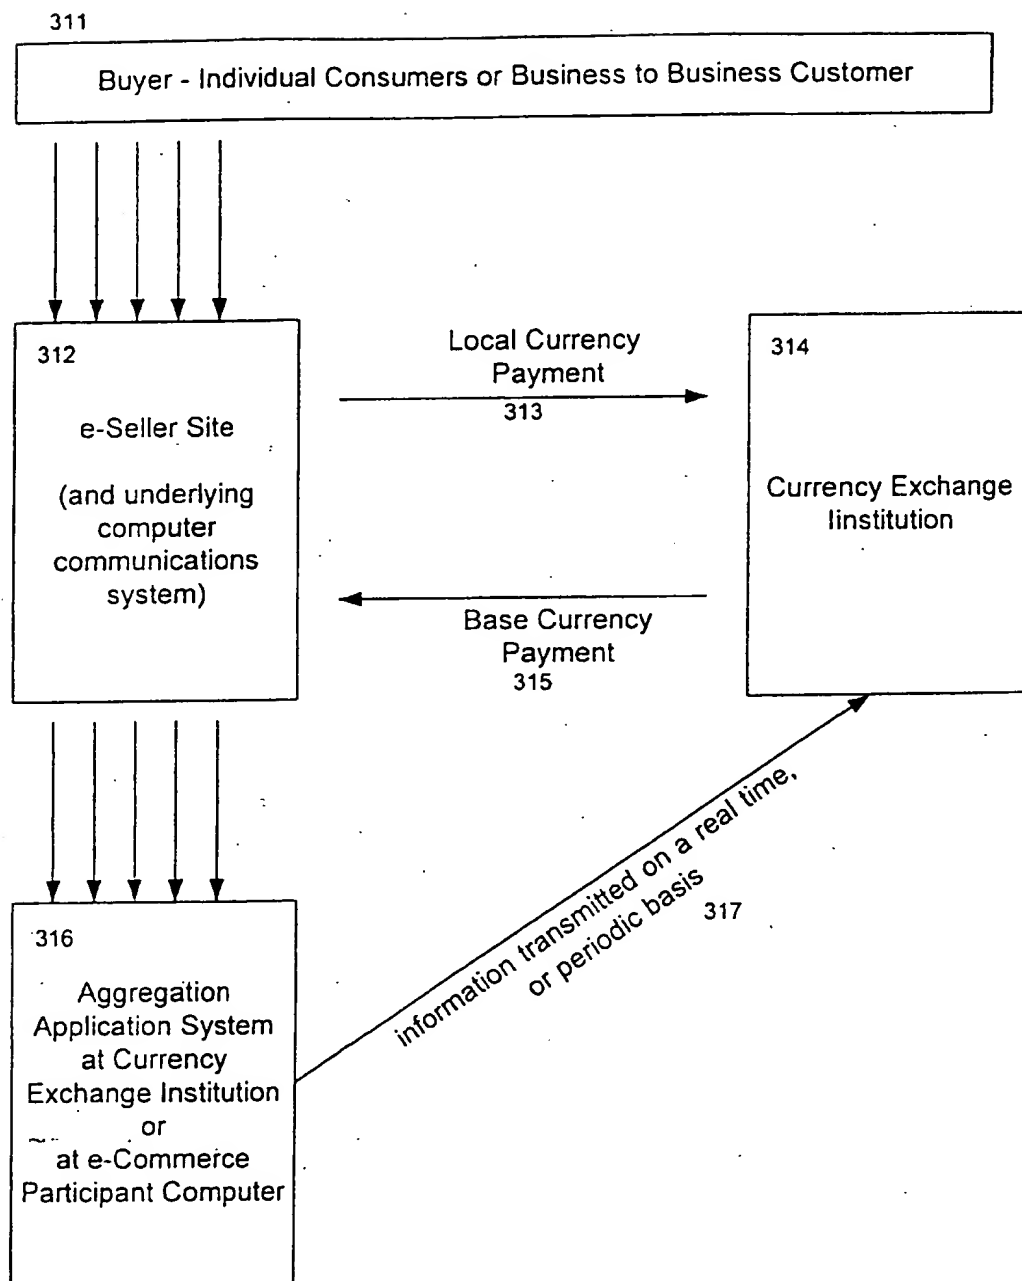 311
Buyer - Individual Consumers or Business to Business Customer
312
e-Seller Site
(and underlying
computer
communications
system)
Local Currency
Payment
313
314
Currency Exchange
Iinstitution
Base Currency
Payment
315
information transmitted on a real time,
or periodic basis
317
316
Aggregation
Application System
at Currency
Exchange Institution
or
at e-Commerce
Participant Computer